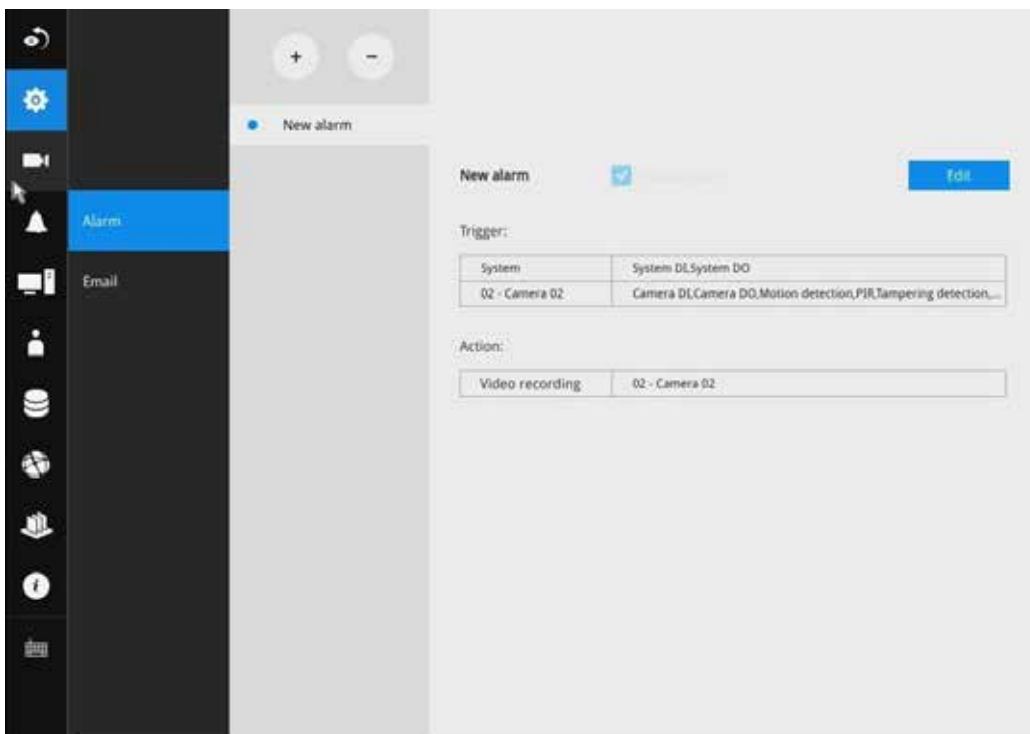 + -
New alarm
New alarm Edit
Alarm
Trigger:
System System DI,System DO
Email
02 - Camera 02 Camera DI,Camera DO,Motion detection,PIR,Tampering detection,...
Action:
Video recording 02 - Camera 02